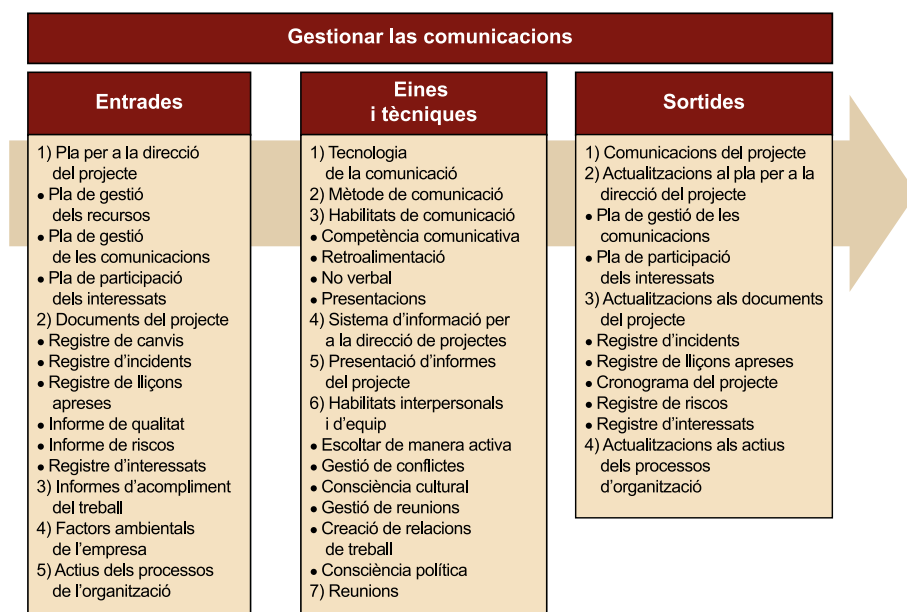 Gestionar las comunicacions
Entrades
1) Pla per a la direcció
del projecte
• Pla de gestió
dels recursos
• Pla de gestió
de les comunicacions
• Pla de participació
dels interessats
2) Documents del projecte
• Registre de canvis
• Registre d'incidents
• Registre de lliçons
apreses
• Informe de qualitat
• Informe de riscos
• Registre d'interessats
3) Informes d'acompliment
del treball
4) Factors ambientals
de l'empresa
5) Actius dels processos
de l'organització
Eines
i tècniques
1) Tecnologia
de la comunicació
2) Mètode de comunicació
3) Habilitats de comunicació
• Competència comunicativa
• Retroalimentació
• No verbal
• Presentacions
4) Sistema d'informació per
a la direcció de projectes
5) Presentació d'informes
del projecte
6) Habilitats interpersonals
i d'equip
• Escoltar de manera activa
• Gestió de conflictes
• Consciència cultural
• Gestió de reunions
• Creació de relacions
de treball
• Consciència política
7) Reunions
Sortides
1) Comunicacions del projecte
2) Actualitzacions al pla per a la
direcció del projecte
• Pla de gestió de les
comunicacions
• Pla de participació
dels interessats
3) Actualitzacions als documents
del projecte
• Registre d'incidents
• Registre de lliçons apreses
• Cronograma del projecte
• Registre de riscos
• Registre d'interessats
4) Actualitzacions als actius
dels processos
d'organització